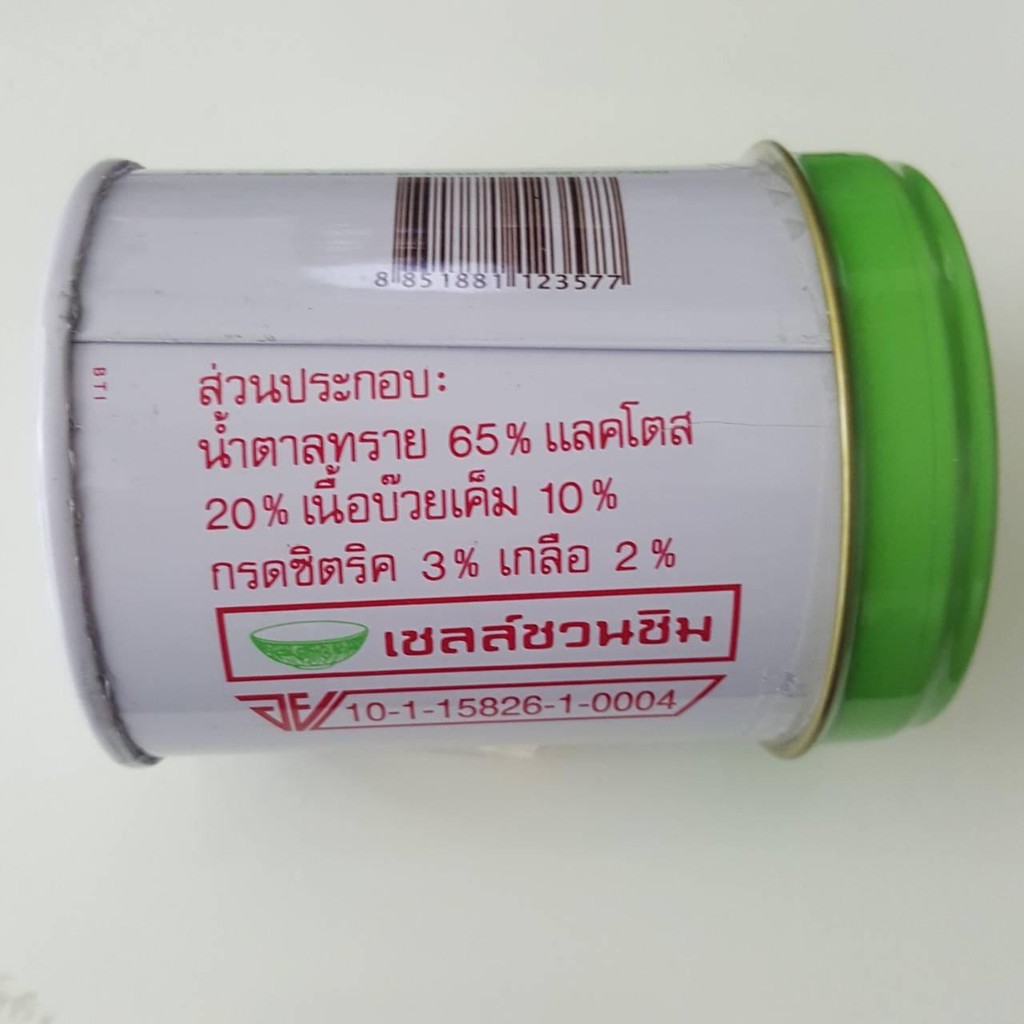 8 851881 123577
BTI
ส่วนประกอบ:
น้ำตาลทราย 65% แลคโตส
20% เนื้อบ๊วยเค็ม 10%
กรดซิตริค 3% เกลือ 2%
เชลล์ชวนชิม
อย 10-1-15826-1-0004